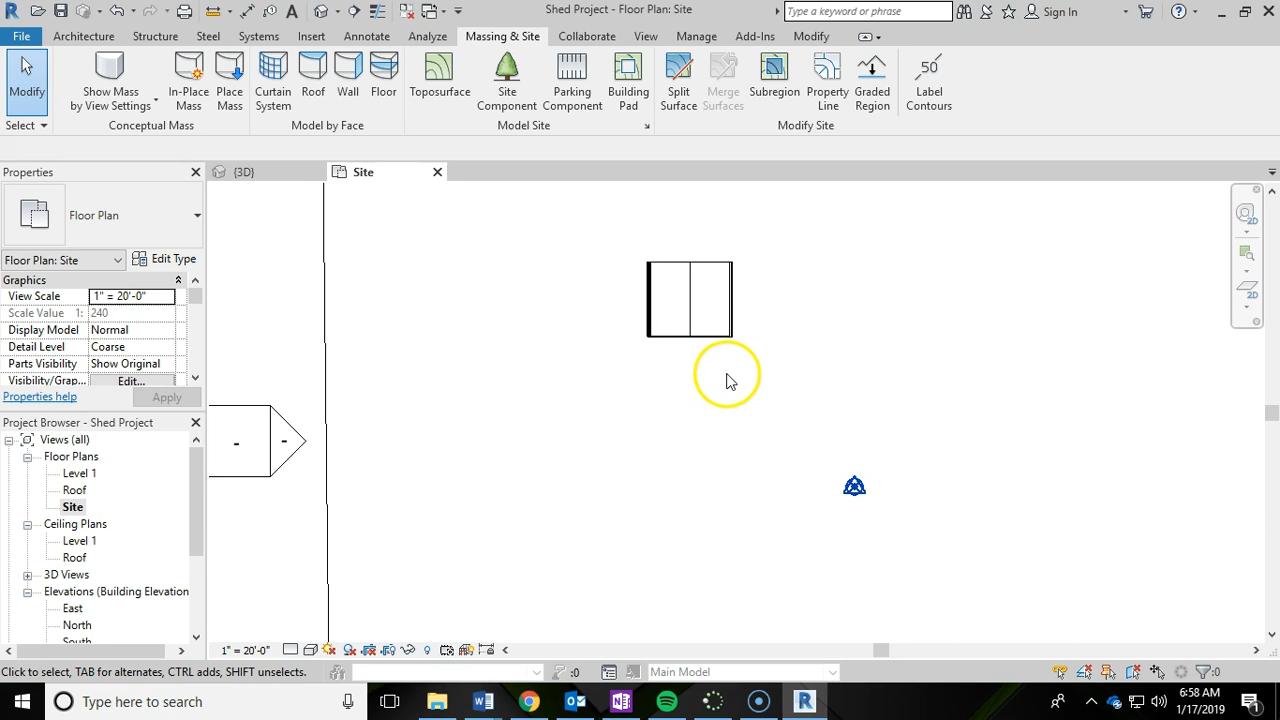 Shed Project - Floor Plan: Site
Type a keyword or phrase
Sign In
File
Architecture
Structure
Steel
Systems
Insert
Annotate
Analyze
Massing & Site
Collaborate
View
Manage
Add-Ins
Modify
Modify
Show Mass
by View Settings
In-Place
Mass
Place
Mass
Curtain
System
Roof
Wall
Floor
Toposurface
Site
Component
Parking
Component
Building
Pad
Split
Surface
Merge
Surfaces
Subregion
Property
Line
Graded
Region
50
Label
Contours
Select
Conceptual Mass
Model by Face
Model Site
Modify Site
Properties
{3D}
Site
Floor Plan
2D
2D
Floor Plan: Site
Edit Type
Graphics
View Scale
1" = 20'-0"
Scale Value 1:
240
Display Model
Normal
Detail Level
Coarse
Parts Visibility
Show Original
Visibility/Grap...
Edit...
Properties help
Apply
Project Browser - Shed Project
Views (all)
Floor Plans
Level 1
Roof
Site
Ceiling Plans
Level 1
Roof
3D Views
Elevations (Building Elevation
East
North
South
- -
1" = 20'-0"
Click to select, TAB for alternates, CTRL adds, SHIFT unselects.
:0
Main Model
:0
Type here to search
6:58 AM
1/17/2019